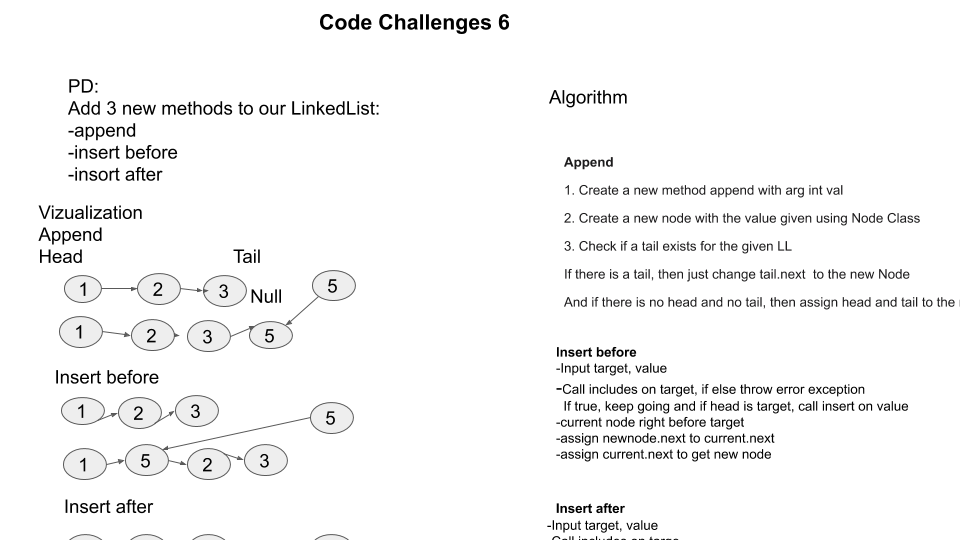 Code Challenges 6
PD:
Add 3 new methods to our LinkedList:
-append
-insert before
-insort after
Vizualization
Append
Head Tail
1 2 3 Null 5
1 2 3 5
Insert before
1 2 3 5
1 5 2 3
Insert after
Algorithm
Append
1. Create a new method append with arg int val
2. Create a new node with the value given using Node Class
3. Check if a tail exists for the given LL
If there is a tail, then just change tail.next to the new Node
And if there is no head and no tail, then assign head and tail to the
Insert before
-Input target, value
-Call includes on target, if else throw error exception
If true, keep going and if head is target, call insert on value
-current node right before target
-assign newnode.next to current.next
-assign current.next to get new node
Insert after
-Input target, value
-Call includes on targe